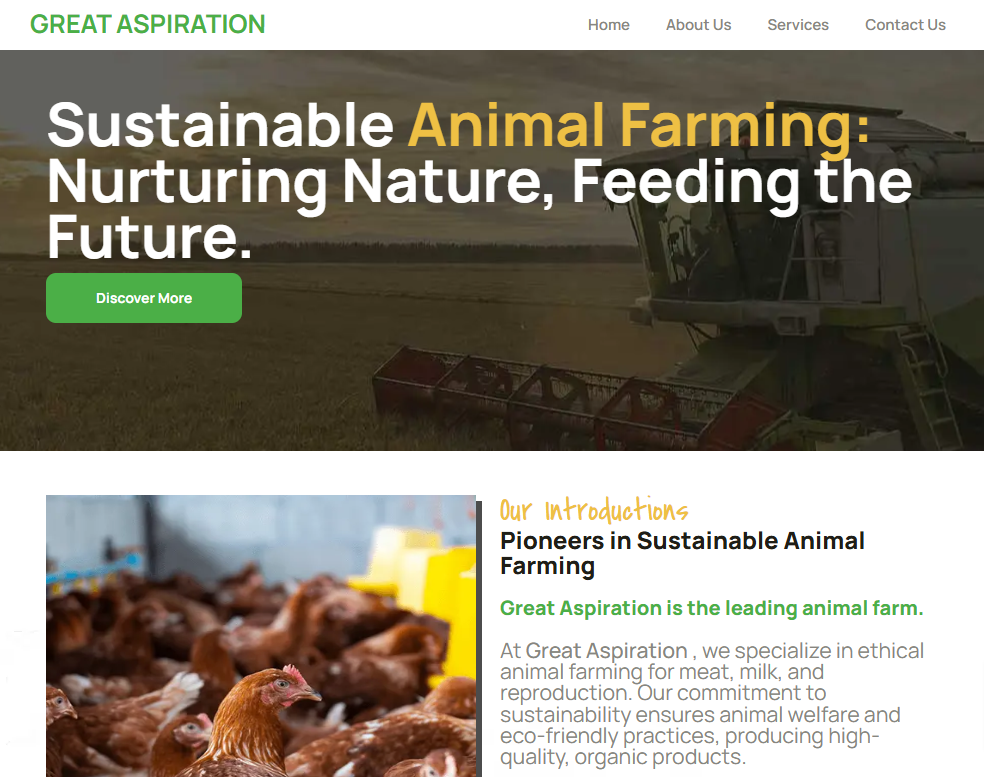 GREAT ASPIRATION
Home About Us Services Contact Us
Sustainable Animal Farming:
Nurturing Nature, Feeding the
Future.
Discover More
Our Introductions
Pioneers in Sustainable Animal
Farming
Great Aspiration is the leading animal farm.
At Great Aspiration , we specialize in ethical
animal farming for meat, milk, and
reproduction. Our commitment to
sustainability ensures animal welfare and
eco-friendly practices, producing high-
quality, organic products.